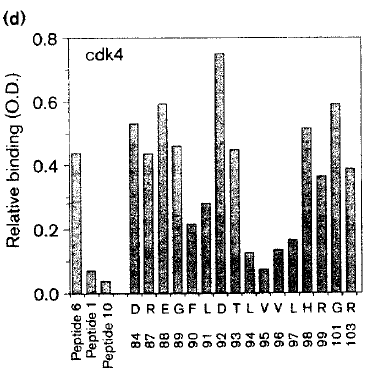 (d)
cdk4
Relative binding (O.D.)
0.8
0.6
0.4
0.2
0.0
Peptide 6
Peptide 1
Peptide 10
D R E G F L D T L V V L H R G R
84 87 88 89 90 91 92 93 94 95 96 97 98 99 101 103